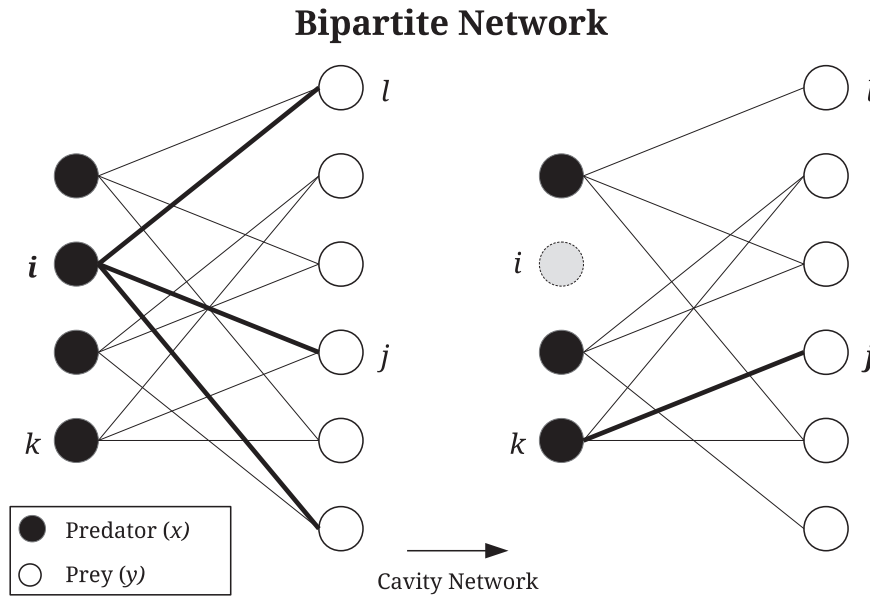 Bipartite Network
l
i
j
k
i
j
k
Predator (x)
Prey (y)
Cavity Network